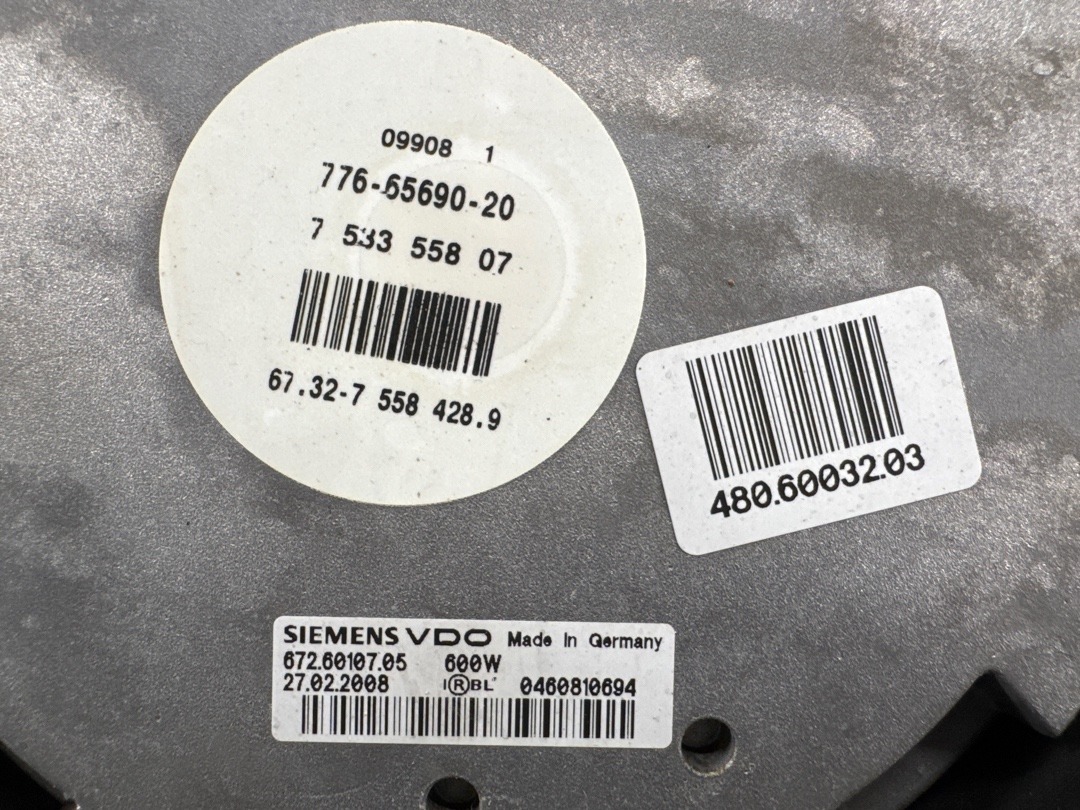 09908 1
776-65690-20
7 533 558 07
67.32-7 558 428.9
480.60032.03
SIEMENS VDO Made In Germany
672.60107.05 600W
27.02.2008 I®BL 0460810694